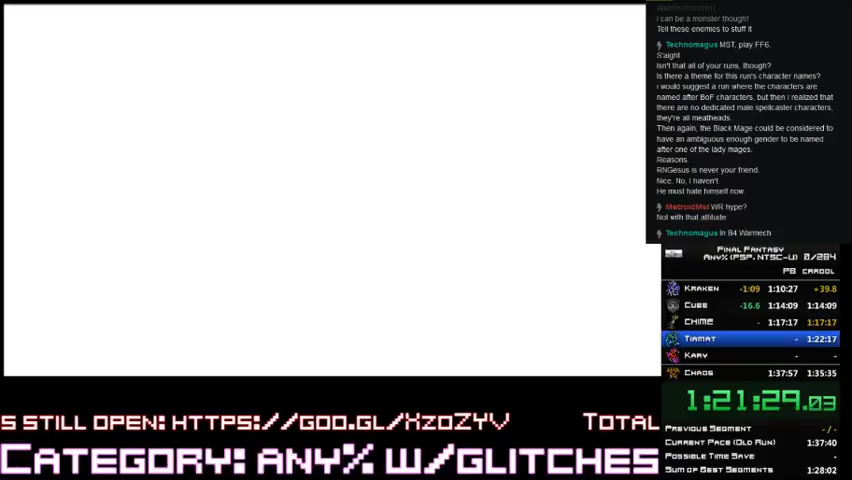 I can be a monster though!
Tell these enemies to stuff it
Technomagus MST, play FF6.
S'aight
Isn't that all of your runs, though?
Is there a theme for this run's character names?
I would suggest a run where the characters are
named after BoF characters, but then I realized that
there are no dedicated male spellcaster characters,
they're all meatheads.
Then again, the Black Mage could be considered to
have an ambiguous enough gender to be named
after one of the lady mages.
Reasons.
RNGesus is never your friend.
Nice. No, I haven't.
He must hate himself now.
MetroidMst WR hype?
Not with that attitude
Technomagus In B4 Warmech
Final Fantasy
Any% (PSP, NTSC-U) 0/284
PB CARDOL
Kraken -1:09 1:10:27 +39.8
Cube -16.6 1:14:09 1:14:09
CHIME - 1:17:17 1:17:17
Tiamat - 1:22:17
Kary - -
Chaos 1:37:57 1:35:35
1:21:29.03
Previous Segment -/-
Current Pace (Old Run) 1:37:40
Possible Time Save -
Sum of Best Segments 1:28:02
s still open: https://goo.gl/XzoZYV Total
Category: any% w/glitches